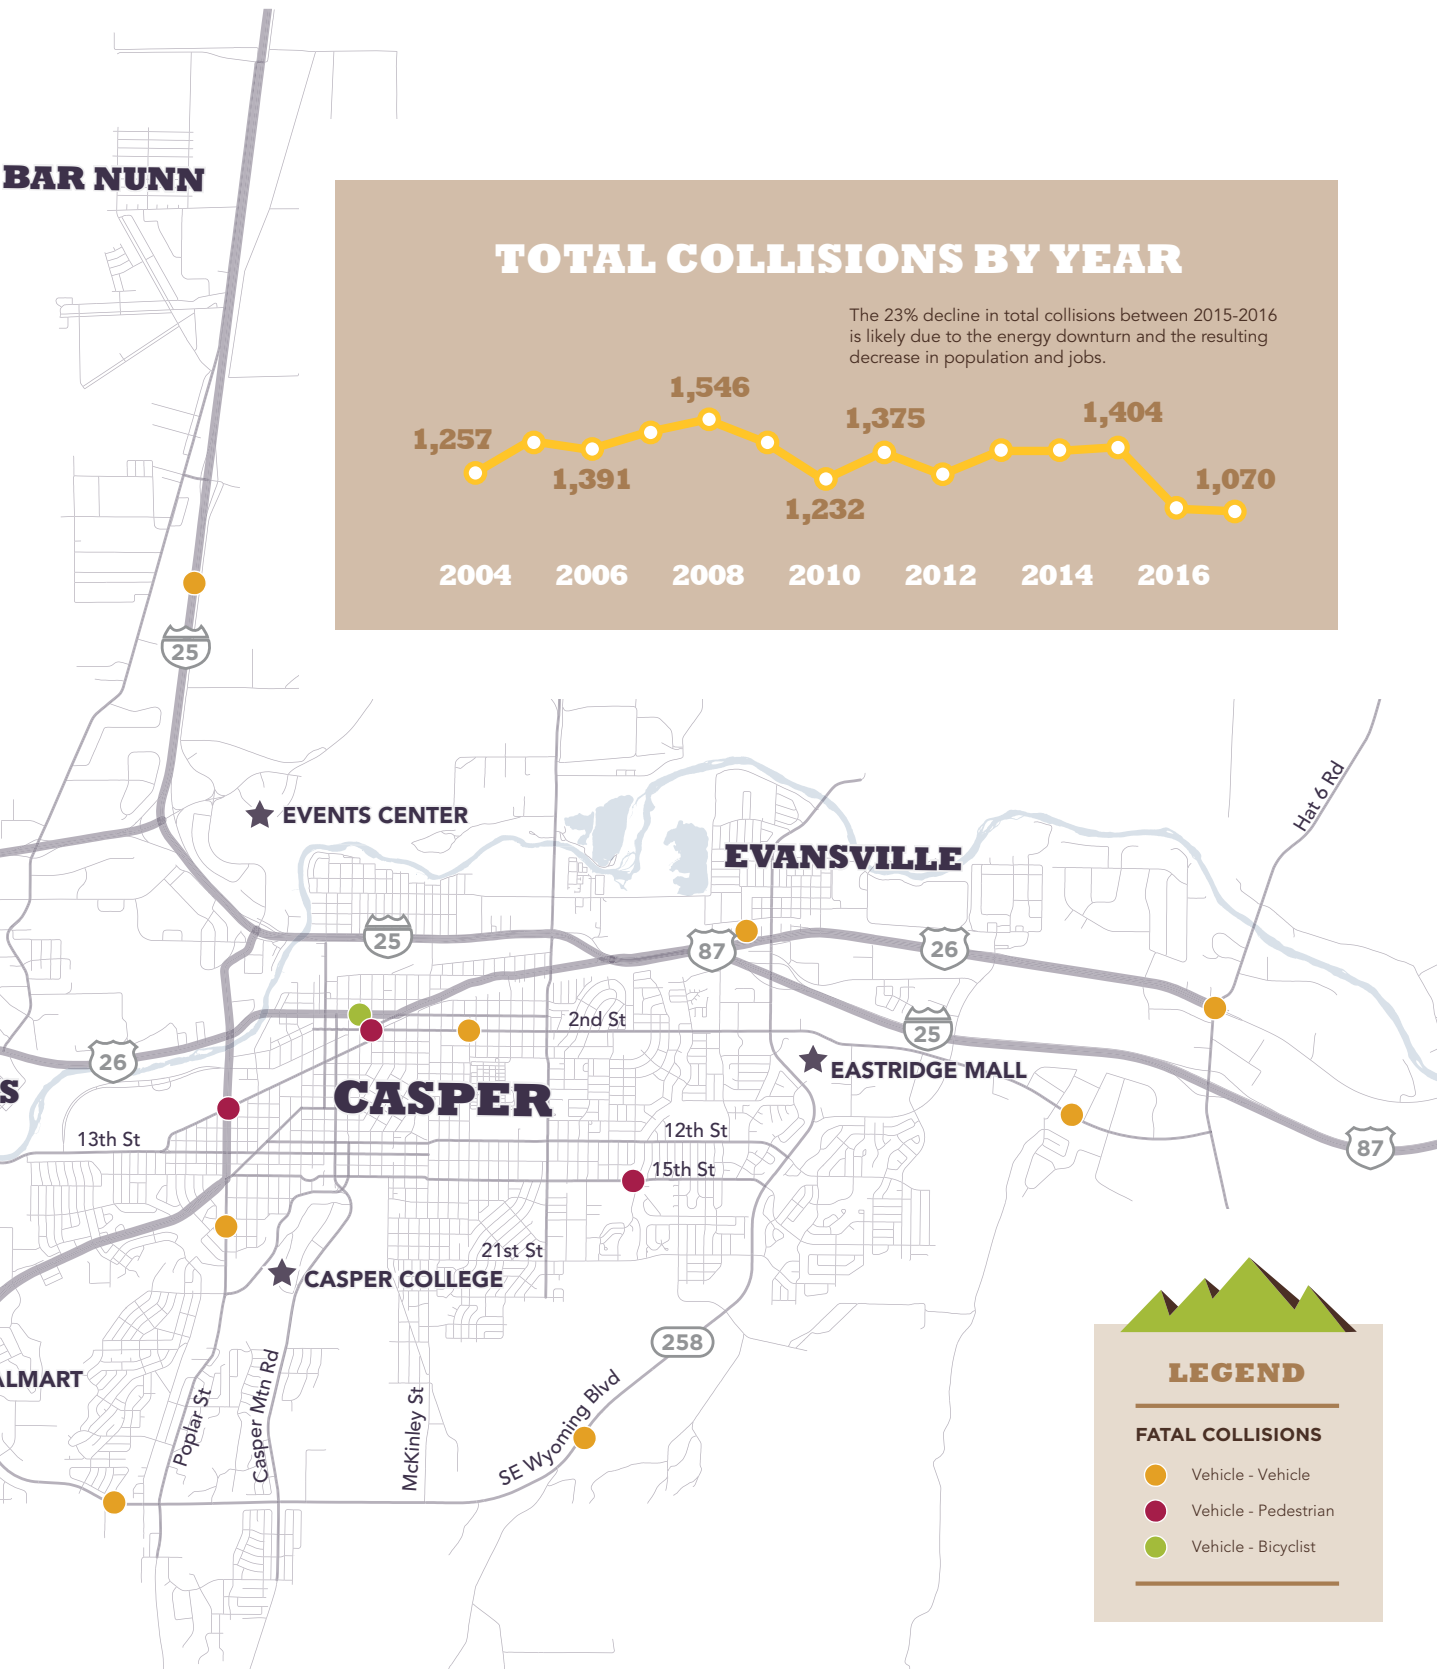 BAR NUNN
TOTAL COLLISIONS BY YEAR
The 23% decline in total collisions between 2015-2016
is likely due to the energy downturn and the resulting
decrease in population and jobs.
1,257
1,391
1,546
1,232
1,375
1,404
1,070
2004 2006 2008 2010 2012 2014 2016
25
Hat 6 Rd
EVENTS CENTER
EVANSVILLE
25
87
26
2nd St
25
26
EASTRIDGE MALL
S
CASPER
13th St
12th St
87
15th St
21st St
CASPER COLLEGE
258
ALMART
Poplar St
Casper Mtn Rd
McKinley St
SE Wyoming Blvd
LEGEND
FATAL COLLISIONS
Vehicle - Vehicle
Vehicle - Pedestrian
Vehicle - Bicyclist